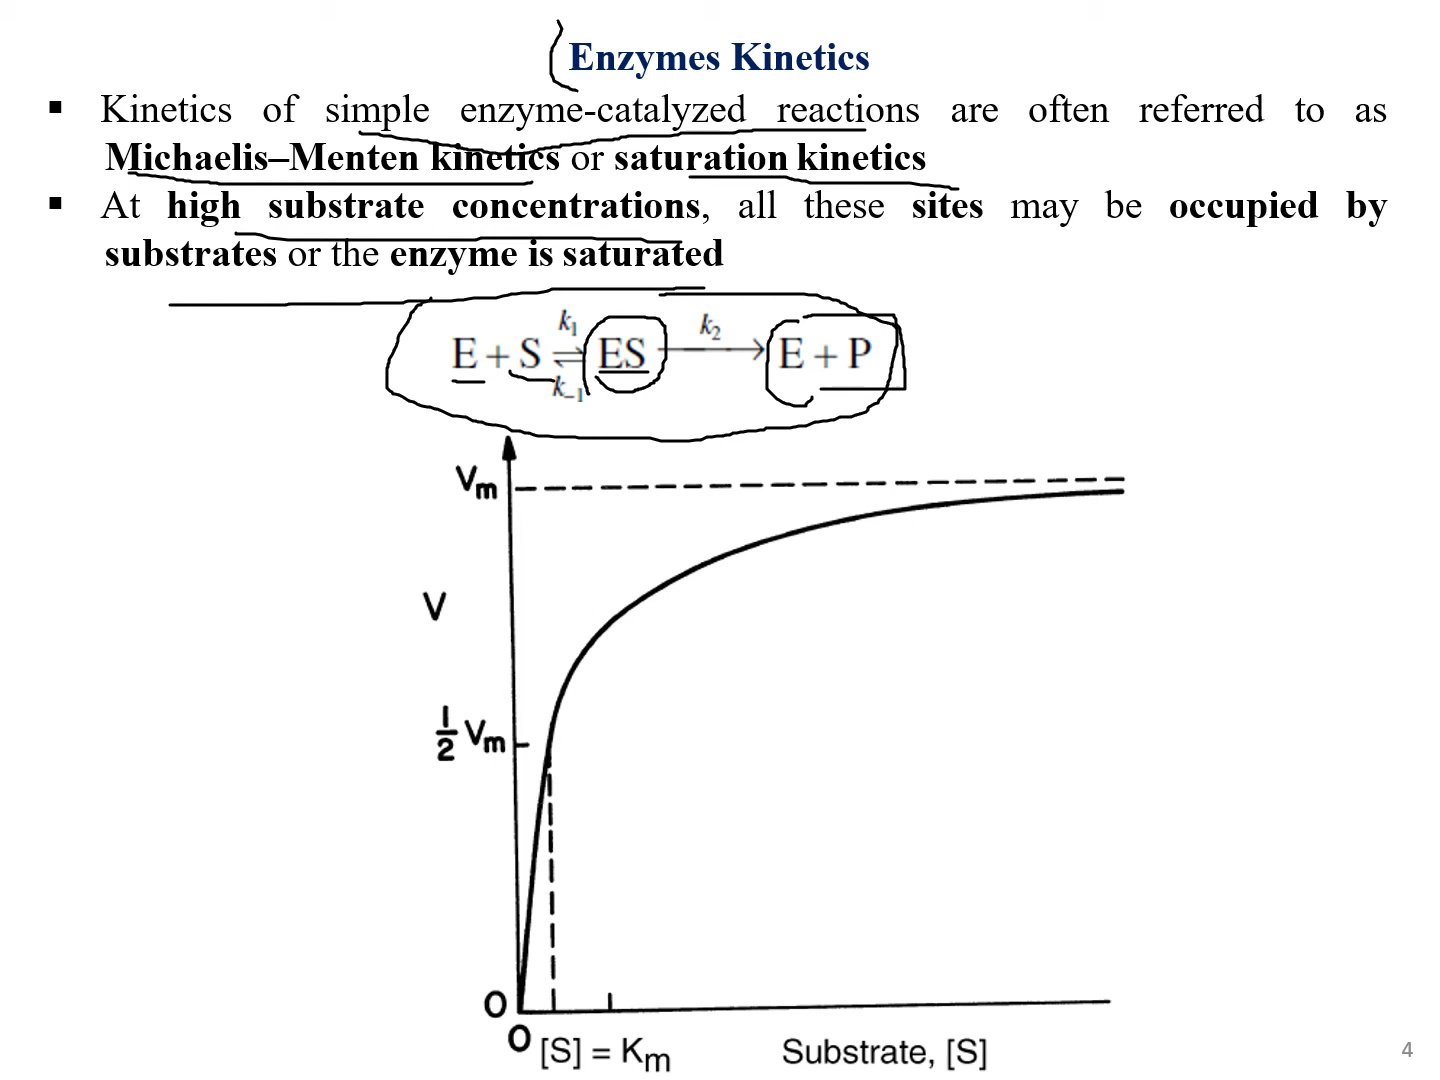 Enzymes Kinetics
▪ Kinetics of simple enzyme-catalyzed reactions are often referred to as
Michaelis–Menten kinetics or saturation kinetics
▪ At high substrate concentrations, all these sites may be occupied by
substrates or the enzyme is saturated
k₁
k₂
E + S ⇌ ES → E + P
k₋₁
Vm
V
½ Vm
0
0
[S] = Km
Substrate, [S]
4